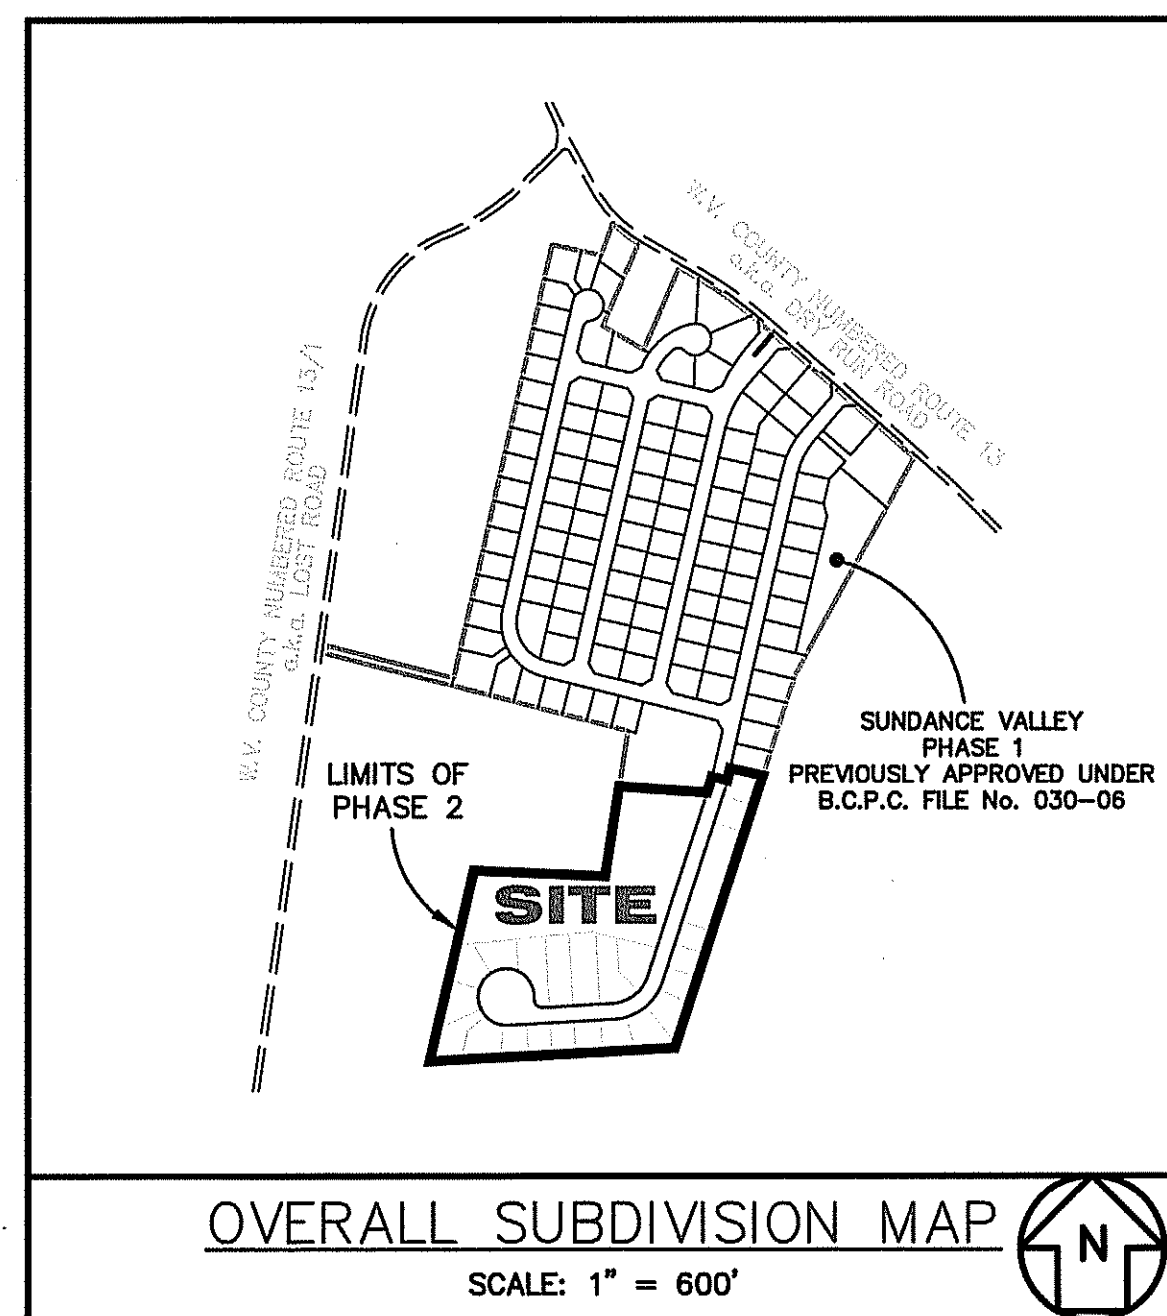 W.V. COUNTY NUMBERED ROUTE 13
a.k.a. DRY RUN ROAD
W.V. COUNTY NUMBERED ROUTE 13/1
a.k.a. LOST ROAD
SUNDANCE VALLEY
PHASE 1
PREVIOUSLY APPROVED UNDER
B.C.P.C. FILE No. 030-06
LIMITS OF
PHASE 2
SITE
OVERALL SUBDIVISION MAP
N
SCALE: 1" = 600'